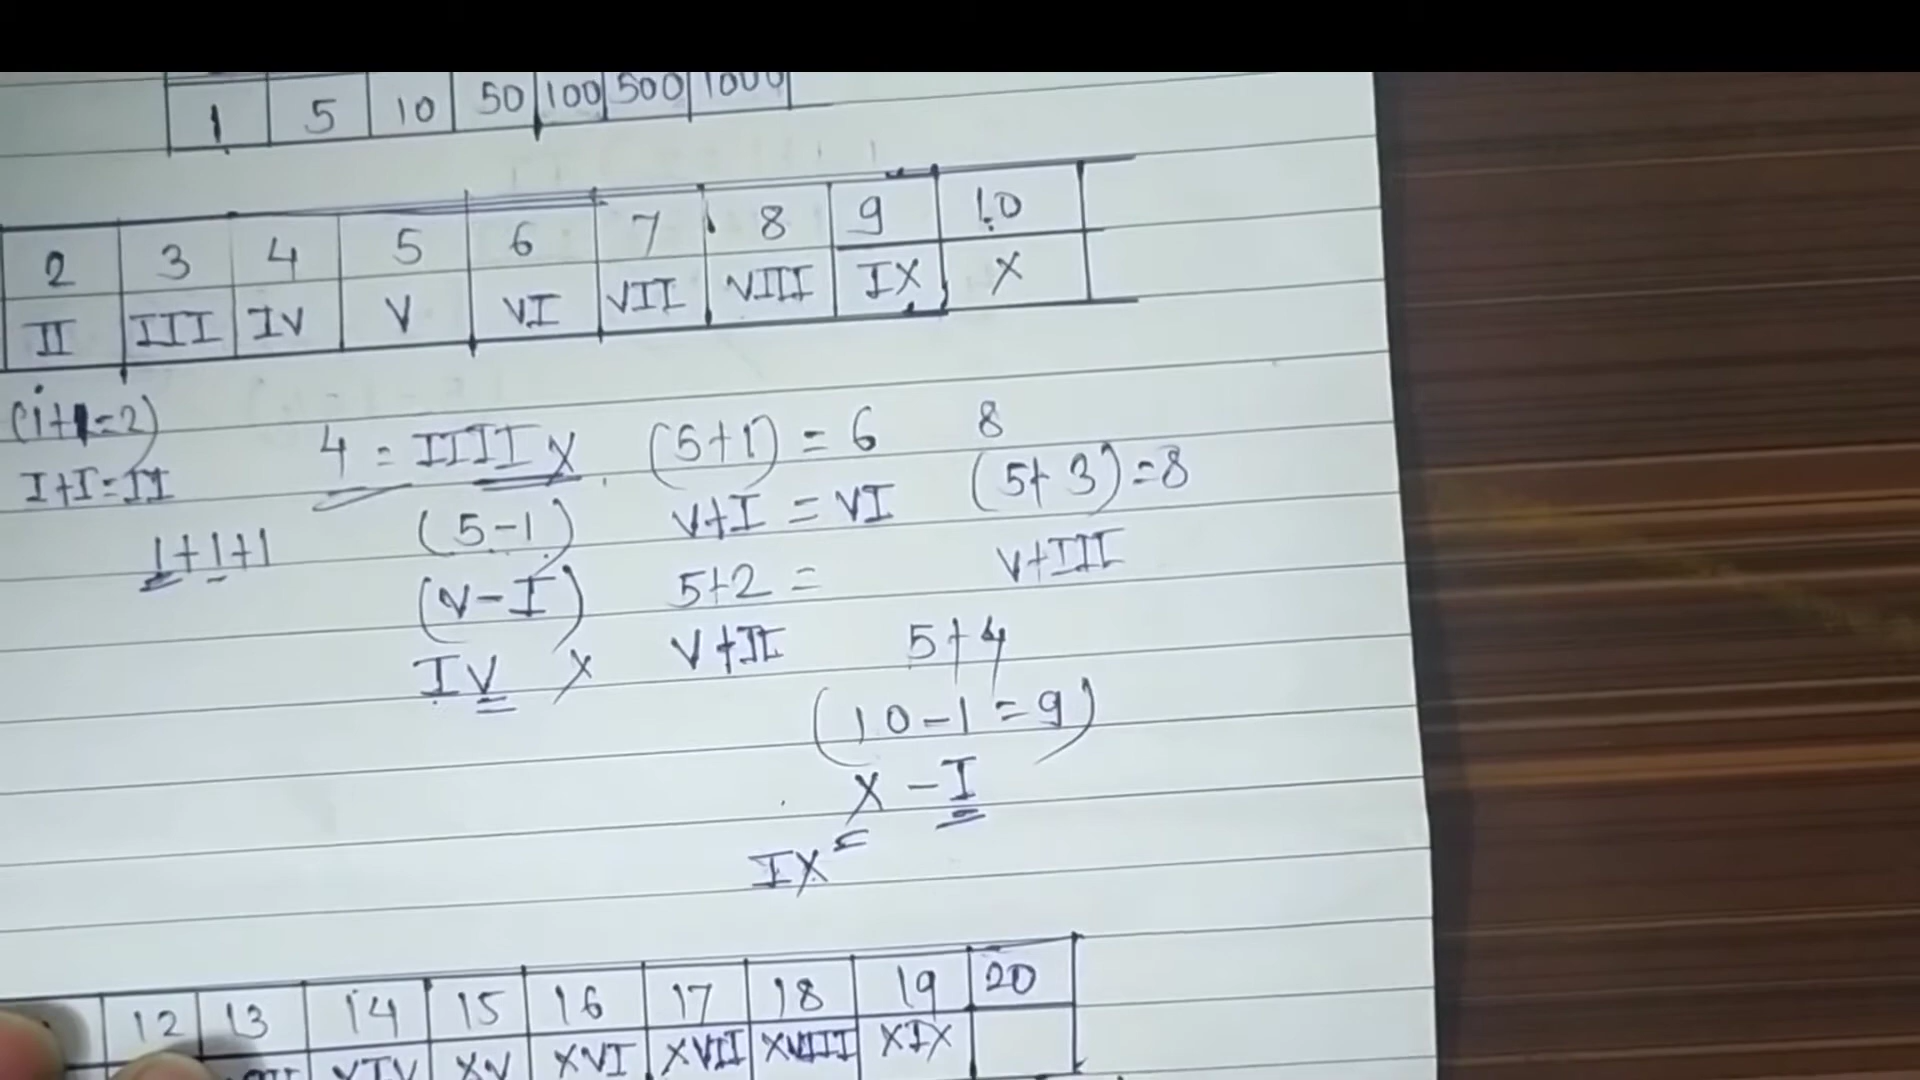 1 5 10 50 100 500 1000
2 3 4 5 6 7 8 9 10
II III IV V VI VII VIII IX X
(1+1=2)
I+I=II
1+1+1
4 = IIII X
(5-1)
(V-I)
IV X
(5+1) = 6
V+I = VI
5+2 =
V+II
8
(5+3)=8
V+III
5+4
(10-1=9)
X-I
IX
12 13 14 15 16 17 18 19 20
XIV XV XVI XVII XVIII XIX